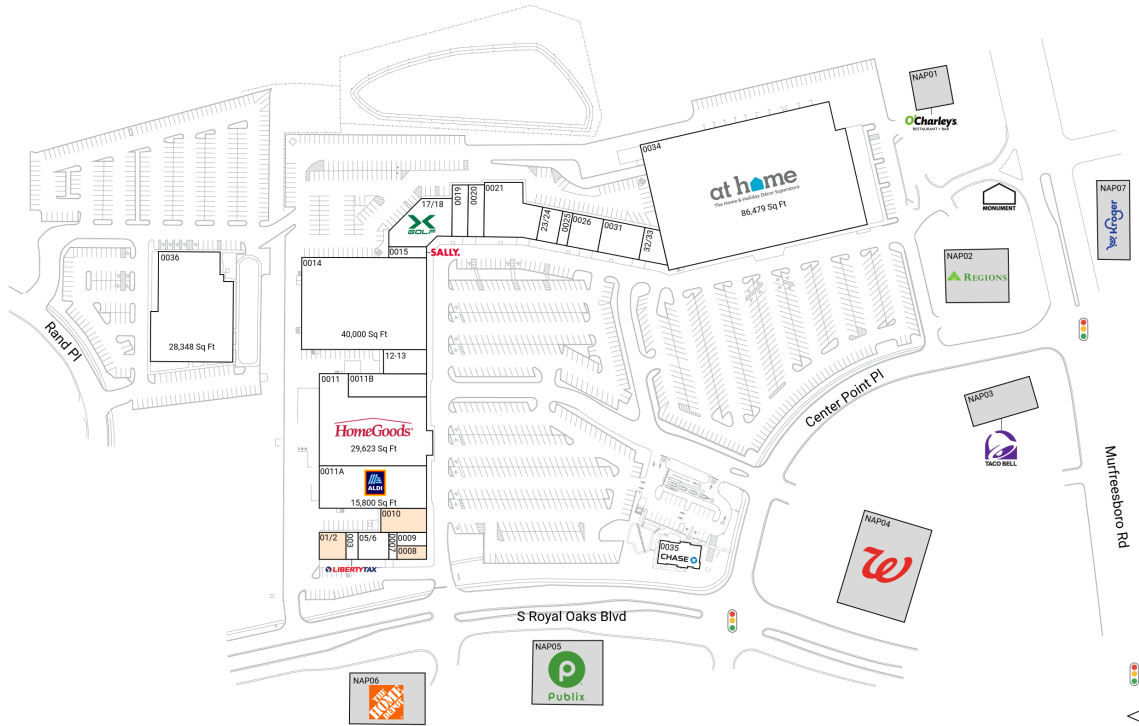 NAP01
O'Charley's
RESTAURANT + BAR
0034
at home
The Home & Holiday Décor Superstore
86,479 Sq Ft
MONUMENT
NAP07
Kroger
17/18
X GOLF
0019
0020
0021
23/24
0025
0026
0031
32/33
0015
SALLY.
NAP02
REGIONS
0036
28,348 Sq Ft
0014
40,000 Sq Ft
Rand Pl
12-13
0011
0011B
HomeGoods
29,623 Sq Ft
Center Point Pl
NAP03
TACO BELL
Murfreesboro Rd
0011A
ALDI
15,800 Sq Ft
0010
01/2
003
05/6
0007
0009
0008
LIBERTYTAX
0035
CHASE
NAP04
W
S Royal Oaks Blvd
NAP05
P
Publix
NAP06
THE
HOME
DEPOT